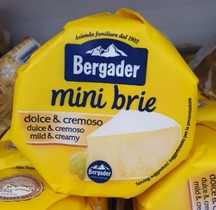 Azienda familiare dal 1902
Bergader
mini brie
dolce & cremoso
dulce & cremoso
mild & creamy
Bergader